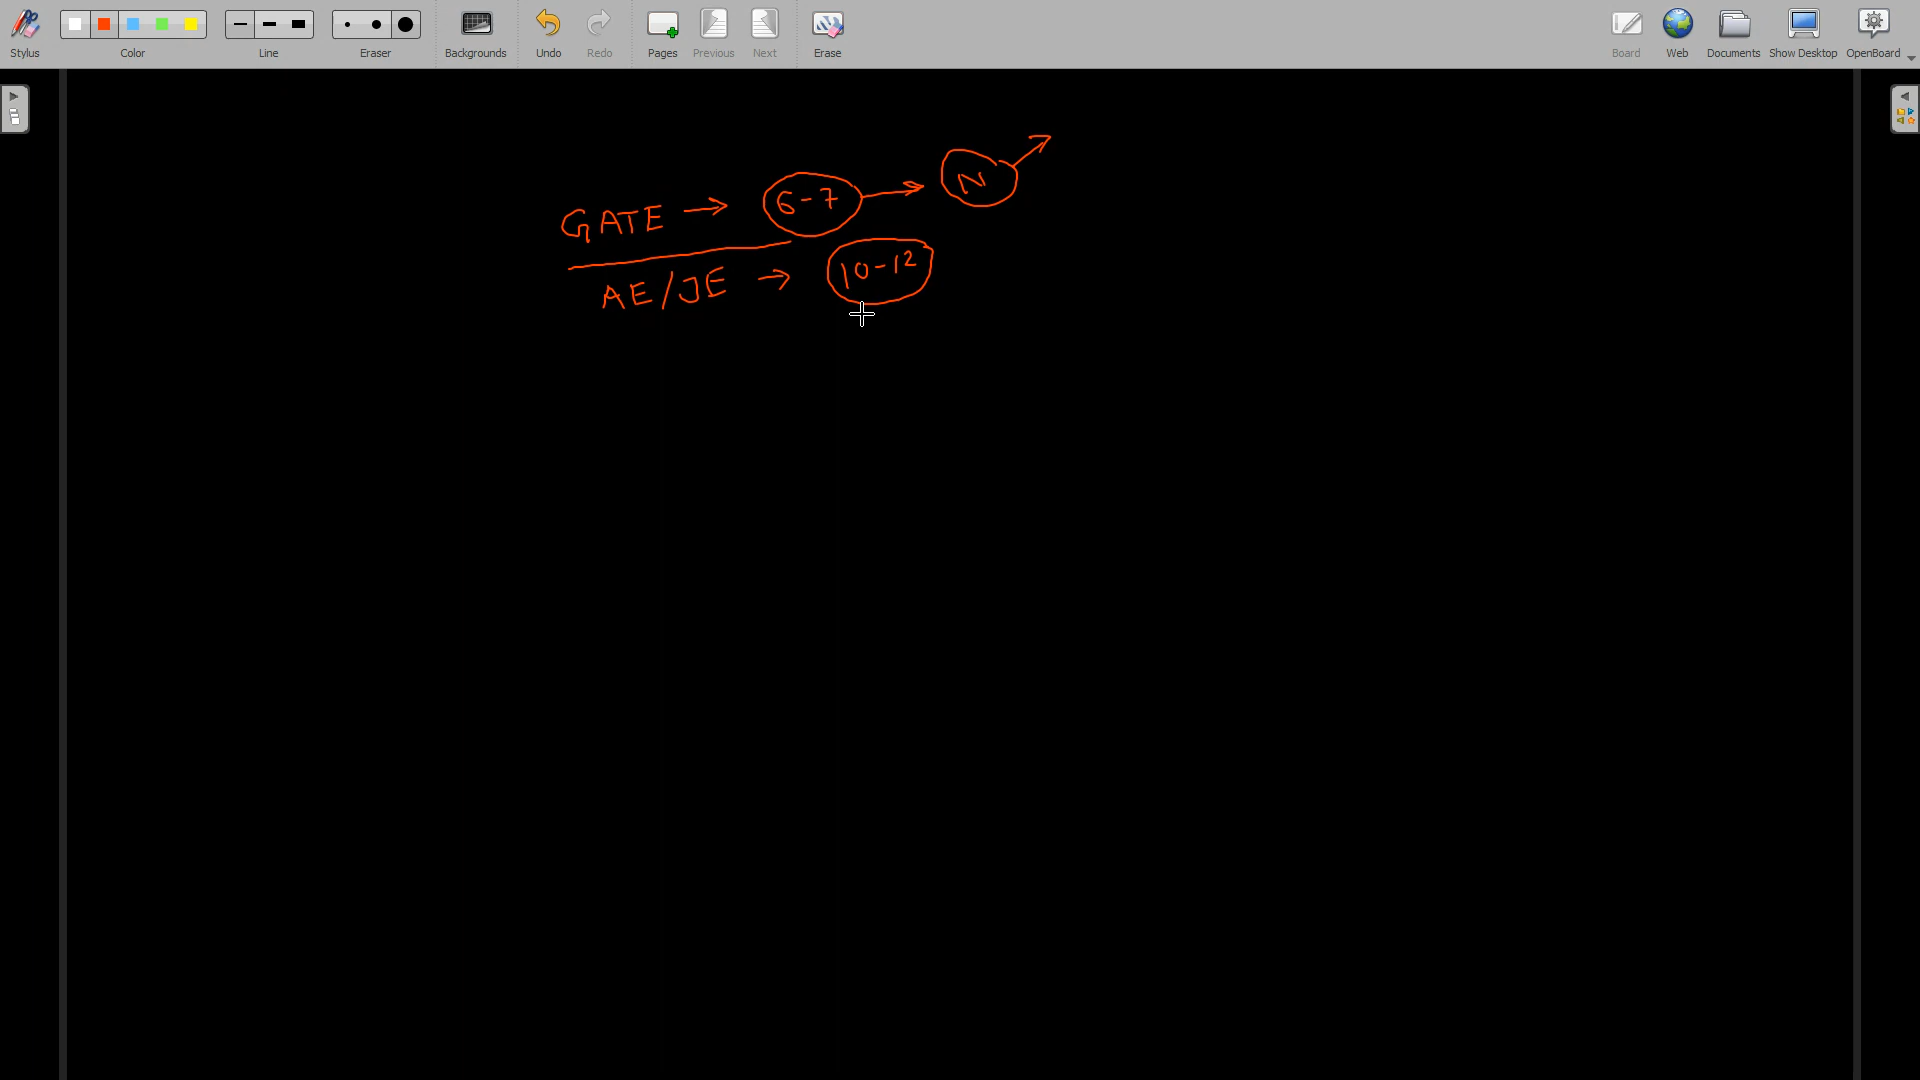 Stylus Color Line Eraser Backgrounds Undo Redo Pages Previous Next Erase Board Web Documents Show Desktop OpenBoard
GATE → 6-7 → N
AE/JE → 10-12